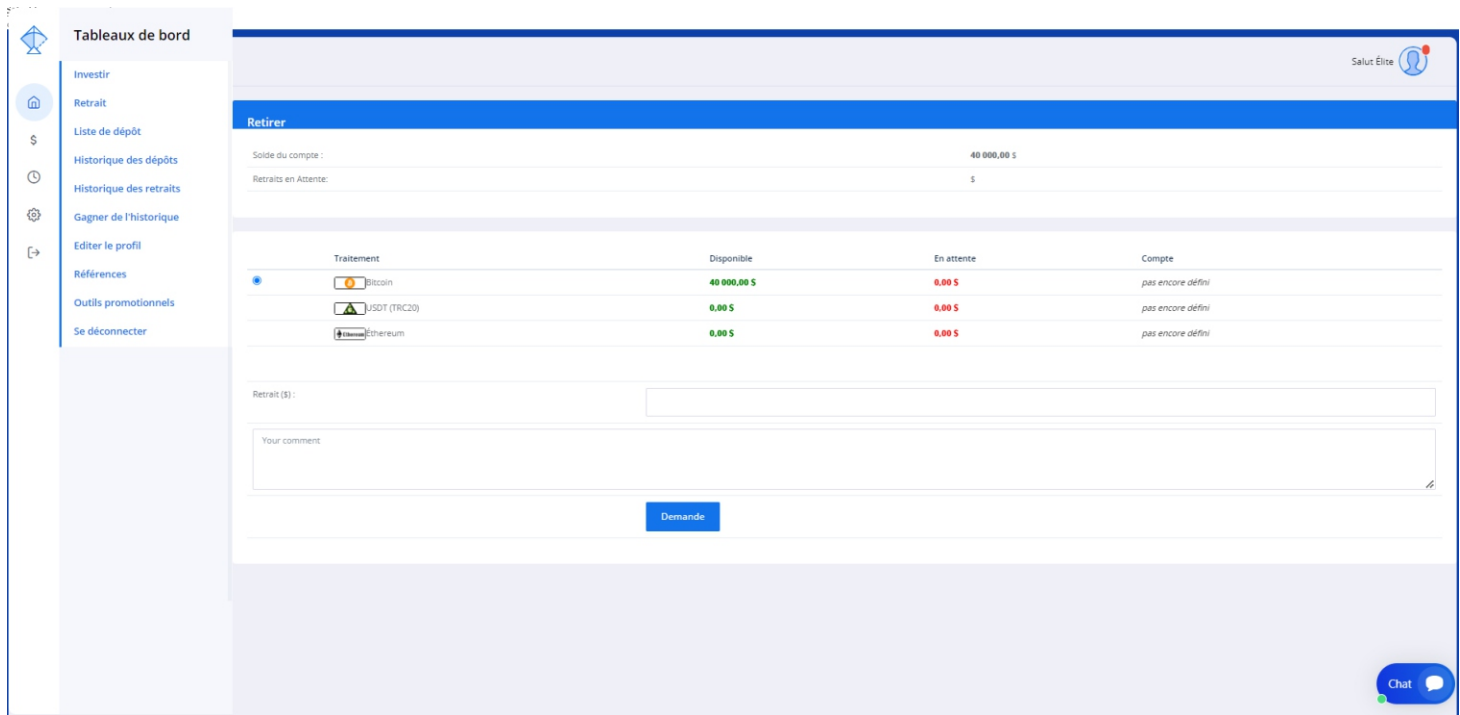 Tableaux de bord
Investir
Retrait
Liste de dépôt
Historique des dépôts
Historique des retraits
Gagner de l'historique
Editer le profil
Références
Outils promotionnels
Se déconnecter
Salut Élite
Retirer
Solde du compte : 40 000,00 $
Retraits en Attente: $
Traitement Disponible En attente Compte
Bitcoin 40 000,00 $ 0,00 $ pas encore défini
USDT (TRC20) 0,00 $ 0,00 $ pas encore défini
Ethereum Éthereum 0,00 $ 0,00 $ pas encore défini
Retrait ($) :
Your comment
Demande
Chat